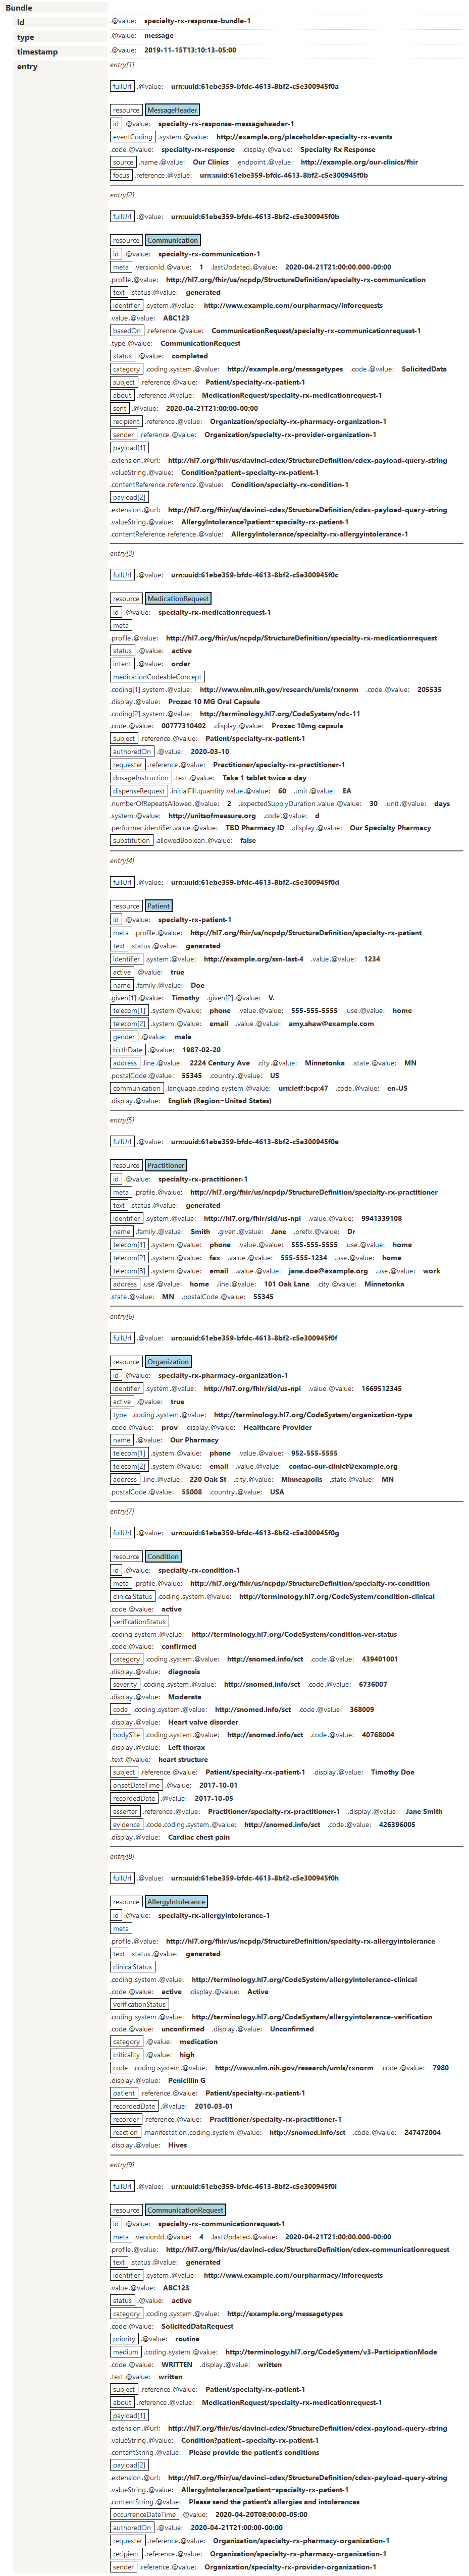 Bundle
id .@value: specialty-rx-response-bundle-1
type .@value: message
timestamp .@value: 2019-11-15T13:10:13-05:00
entry entry[1]
fullUrl .@value: urn:uuid:61ebe359-bfdc-4613-8bf2-c5e300945f0a
resource MessageHeader
id .@value: specialty-rx-response-messageheader-1
eventCoding .system.@value: http://example.org/placeholder-specialty-rx-events
.code.@value: specialty-rx-response .display.@value: Specialty Rx Response
source .name.@value: Our Clinics .endpoint.@value: http://example.org/our-clinics/fhir
focus .reference.@value: urn:uuid:61ebe359-bfdc-4613-8bf2-c5e300945f0b
entry[2]
fullUrl .@value: urn:uuid:61ebe359-bfdc-4613-8bf2-c5e300945f0b
resource Communication
id .@value: specialty-rx-communication-1
meta .versionId.@value: 1 .lastUpdated.@value: 2020-04-21T21:00:00.000-00:00
.profile.@value: http://hl7.org/fhir/us/ncpdp/StructureDefinition/specialty-rx-communication
text .status.@value: generated
identifier .system.@value: http://www.example.com/ourpharmacy/inforequests
.value.@value: ABC123
basedOn .reference.@value: CommunicationRequest/specialty-rx-communicationrequest-1
.type.@value: CommunicationRequest
status .@value: completed
category .coding.system.@value: http://example.org/messagetypes .code.@value: SolicitedData
subject .reference.@value: Patient/specialty-rx-patient-1
about .reference.@value: MedicationRequest/specialty-rx-medicationrequest-1
sent .@value: 2020-04-21T21:00:00-00:00
recipient .reference.@value: Organization/specialty-rx-pharmacy-organization-1
sender .reference.@value: Organization/specialty-rx-provider-organization-1
payload[1]
.extension.@url: http://hl7.org/fhir/us/davinci-cdex/StructureDefinition/cdex-payload-query-string
.valueString.@value: Condition?patient=specialty-rx-patient-1
.contentReference.reference.@value: Condition/specialty-rx-condition-1
payload[2]
.extension.@url: http://hl7.org/fhir/us/davinci-cdex/StructureDefinition/cdex-payload-query-string
.valueString.@value: AllergyIntolerance?patient=specialty-rx-patient-1
.contentReference.reference.@value: AllergyIntolerance/specialty-rx-allergyintolerance-1
entry[3]
fullUrl .@value: urn:uuid:61ebe359-bfdc-4613-8bf2-c5e300945f0c
resource MedicationRequest
id .@value: specialty-rx-medicationrequest-1
meta
.profile.@value: http://hl7.org/fhir/us/ncpdp/StructureDefinition/specialty-rx-medicationrequest
status .@value: active
intent .@value: order
medicationCodeableConcept
.coding[1].system.@value: http://www.nlm.nih.gov/research/umls/rxnorm .code.@value: 205535
.display.@value: Prozac 10 MG Oral Capsule
.coding[2].system.@value: http://terminology.hl7.org/CodeSystem/ndc-11
.code.@value: 00777310402 .display.@value: Prozac 10mg capsule
subject .reference.@value: Patient/specialty-rx-patient-1
authoredOn .@value: 2020-03-10
requester .reference.@value: Practitioner/specialty-rx-practitioner-1
dosageInstruction .text.@value: Take 1 tablet twice a day
dispenseRequest .initialFill.quantity.value.@value: 60 .unit.@value: EA
.numberOfRepeatsAllowed.@value: 2 .expectedSupplyDuration.value.@value: 30 .unit.@value: days
.system.@value: http://unitsofmeasure.org .code.@value: d
.performer.identifier.value.@value: TBD Pharmacy ID .display.@value: Our Specialty Pharmacy
substitution .allowedBoolean.@value: false
entry[4]
fullUrl .@value: urn:uuid:61ebe359-bfdc-4613-8bf2-c5e300945f0d
resource Patient
id .@value: specialty-rx-patient-1
meta .profile.@value: http://hl7.org/fhir/us/ncpdp/StructureDefinition/specialty-rx-patient
text .status.@value: generated
identifier .system.@value: http://example.org/ssn-last-4 .value.@value: 1234
active .@value: true
name .family.@value: Doe
.given[1].@value: Timothy .given[2].@value: V.
telecom[1] .system.@value: phone .value.@value: 555-555-5555 .use.@value: home
telecom[2] .system.@value: email .value.@value: amy.shaw@example.com
gender .@value: male
birthDate .@value: 1987-02-20
address .line.@value: 2224 Century Ave .city.@value: Minnetonka .state.@value: MN
.postalCode.@value: 55345 .country.@value: US
communication .language.coding.system.@value: urn:ietf:bcp:47 .code.@value: en-US
.display.@value: English (Region=United States)
entry[5]
fullUrl .@value: urn:uuid:61ebe359-bfdc-4613-8bf2-c5e300945f0e
resource Practitioner
id .@value: specialty-rx-practitioner-1
meta .profile.@value: http://hl7.org/fhir/us/ncpdp/StructureDefinition/specialty-rx-practitioner
text .status.@value: generated
identifier .system.@value: http://hl7.org/fhir/sid/us-npi .value.@value: 9941339108
name .family.@value: Smith .given.@value: Jane .prefix.@value: Dr
telecom[1] .system.@value: phone .value.@value: 555-555-5555 .use.@value: home
telecom[2] .system.@value: fax .value.@value: 555-555-1234 .use.@value: home
telecom[3] .system.@value: email .value.@value: jane.doe@example.org .use.@value: work
address .use.@value: home .line.@value: 101 Oak Lane .city.@value: Minnetonka
.state.@value: MN .postalCode.@value: 55345
entry[6]
fullUrl .@value: urn:uuid:61ebe359-bfdc-4613-8bf2-c5e300945f0f
resource Organization
id .@value: specialty-rx-pharmacy-organization-1
identifier .system.@value: http://hl7.org/fhir/sid/us-npi .value.@value: 1669512345
active .@value: true
type .coding.system.@value: http://terminology.hl7.org/CodeSystem/organization-type
.code.@value: prov .display.@value: Healthcare Provider
name .@value: Our Pharmacy
telecom[1] .system.@value: phone .value.@value: 952-555-5555
telecom[2] .system.@value: email .value.@value: contac-our-clinict@example.org
address .line.@value: 220 Oak St .city.@value: Minneapolis .state.@value: MN
.postalCode.@value: 55008 .country.@value: USA
entry[7]
fullUrl .@value: urn:uuid:61ebe359-bfdc-4613-8bf2-c5e300945f0g
resource Condition
id .@value: specialty-rx-condition-1
meta .profile.@value: http://hl7.org/fhir/us/ncpdp/StructureDefinition/specialty-rx-condition
clinicalStatus .coding.system.@value: http://terminology.hl7.org/CodeSystem/condition-clinical
.code.@value: active
verificationStatus
.coding.system.@value: http://terminology.hl7.org/CodeSystem/condition-ver-status
.code.@value: confirmed
category .coding.system.@value: http://snomed.info/sct .code.@value: 439401001
.display.@value: diagnosis
severity .coding.system.@value: http://snomed.info/sct .code.@value: 6736007
.display.@value: Moderate
code .coding.system.@value: http://snomed.info/sct .code.@value: 368009
.display.@value: Heart valve disorder
bodySite .coding.system.@value: http://snomed.info/sct .code.@value: 40768004
.display.@value: Left thorax
.text.@value: heart structure
subject .reference.@value: Patient/specialty-rx-patient-1 .display.@value: Timothy Doe
onsetDateTime .@value: 2017-10-01
recordedDate .@value: 2017-10-05
asserter .reference.@value: Practitioner/specialty-rx-practitioner-1 .display.@value: Jane Smith
evidence .code.coding.system.@value: http://snomed.info/sct .code.@value: 426396005
.display.@value: Cardiac chest pain
entry[8]
fullUrl .@value: urn:uuid:61ebe359-bfdc-4613-8bf2-c5e300945f0h
resource AllergyIntolerance
id .@value: specialty-rx-allergyintolerance-1
meta
.profile.@value: http://hl7.org/fhir/us/ncpdp/StructureDefinition/specialty-rx-allergyintolerance
text .status.@value: generated
clinicalStatus
.coding.system.@value: http://terminology.hl7.org/CodeSystem/allergyintolerance-clinical
.code.@value: active .display.@value: Active
verificationStatus
.coding.system.@value: http://terminology.hl7.org/CodeSystem/allergyintolerance-verification
.code.@value: unconfirmed .display.@value: Unconfirmed
category .@value: medication
criticality .@value: high
code .coding.system.@value: http://www.nlm.nih.gov/research/umls/rxnorm .code.@value: 7980
.display.@value: Penicillin G
patient .reference.@value: Patient/specialty-rx-patient-1
recordedDate .@value: 2010-03-01
recorder .reference.@value: Practitioner/specialty-rx-practitioner-1
reaction .manifestation.coding.system.@value: http://snomed.info/sct .code.@value: 247472004
.display.@value: Hives
entry[9]
fullUrl .@value: urn:uuid:61ebe359-bfdc-4613-8bf2-c5e300945f0i
resource CommunicationRequest
id .@value: specialty-rx-communicationrequest-1
meta .versionId.@value: 4 .lastUpdated.@value: 2020-04-21T21:00:00.000-00:00
.profile.@value: http://hl7.org/fhir/us/davinci-cdex/StructureDefinition/cdex-communicationrequest
text .status.@value: generated
identifier .system.@value: http://www.example.com/ourpharmacy/inforequests
.value.@value: ABC123
status .@value: active
category .coding.system.@value: http://example.org/messagetypes
.code.@value: SolicitedDataRequest
priority .@value: routine
medium .coding.system.@value: http://terminology.hl7.org/CodeSystem/v3-ParticipationMode
.code.@value: WRITTEN .display.@value: written
.text.@value: written
subject .reference.@value: Patient/specialty-rx-patient-1
about .reference.@value: MedicationRequest/specialty-rx-medicationrequest-1
payload[1]
.extension.@url: http://hl7.org/fhir/us/davinci-cdex/StructureDefinition/cdex-payload-query-string
.valueString.@value: Condition?patient=specialty-rx-patient-1
.contentString.@value: Please provide the patient's conditions
payload[2]
.extension.@url: http://hl7.org/fhir/us/davinci-cdex/StructureDefinition/cdex-payload-query-string
.valueString.@value: AllergyIntolerance?patient=specialty-rx-patient-1
.contentString.@value: Please send the patient's allergies and intolerances
occurrenceDateTime .@value: 2020-04-20T08:00:00-05:00
authoredOn .@value: 2020-04-21T21:00:00-00:00
requester .reference.@value: Organization/specialty-rx-pharmacy-organization-1
recipient .reference.@value: Organization/specialty-rx-pharmacy-organization-1
sender .reference.@value: Organization/specialty-rx-provider-organization-1